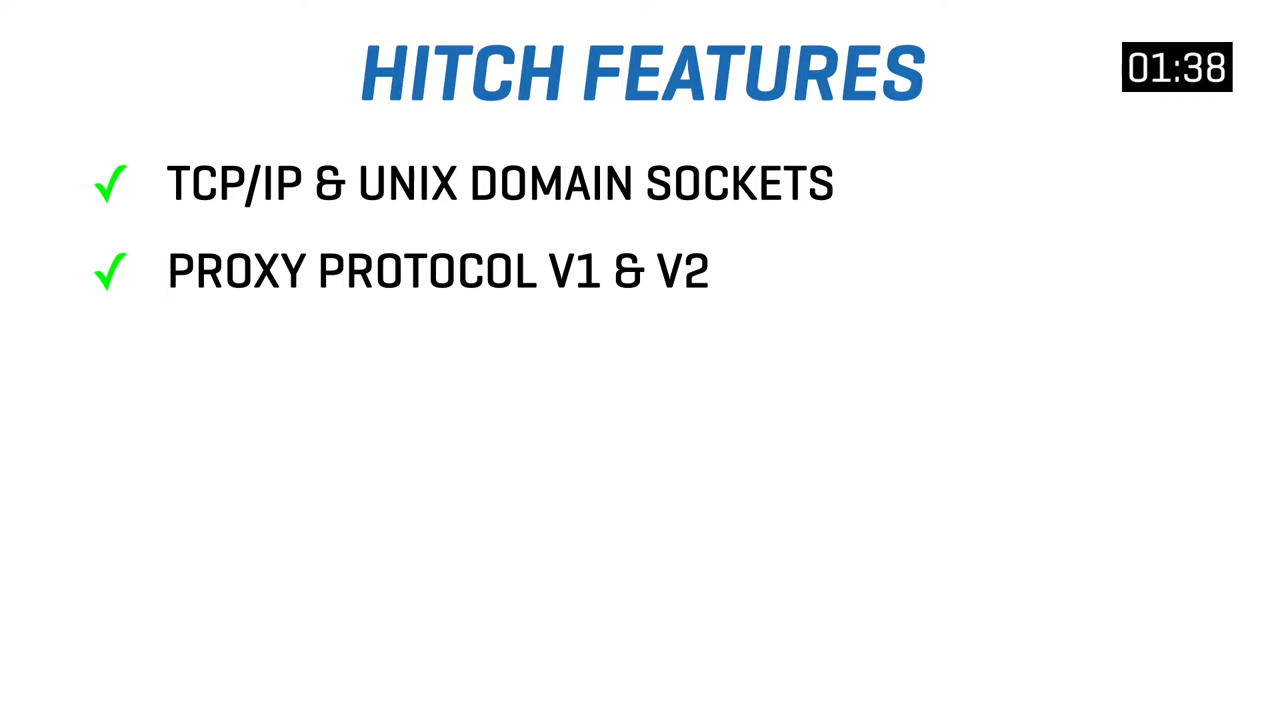 HITCH FEATURES
01:38
✓ TCP/IP & UNIX DOMAIN SOCKETS
✓ PROXY PROTOCOL V1 & V2